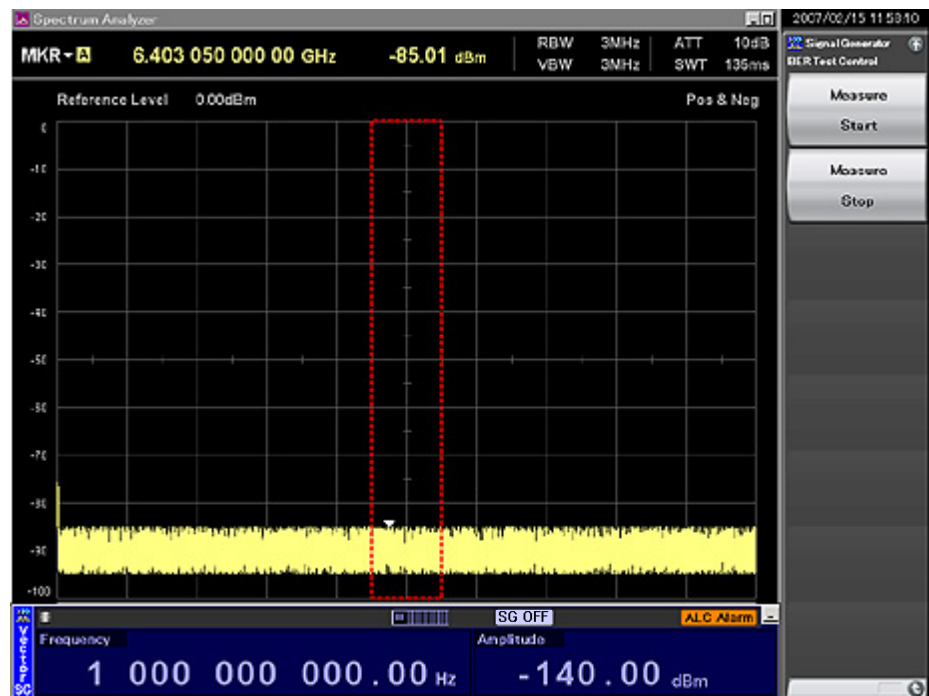 Spectrum Analyzer
2007/02/15 11:53:10
MKR A 6.403 050 000 00 GHz -85.01 dBm
RBW 3MHz ATT 10dB
VBW 3MHz SWT 135ms
Signal Generator
BER Test Control
Reference Level 0.00dBm Pos & Neg
Measure
Start
Measure
Stop
0
-10
-20
-30
-40
-50
-60
-70
-80
-90
-100
SG OFF ALC Alarm
Vector SG
Frequency Amplitude
1 000 000 000.00 Hz -140.00 dBm